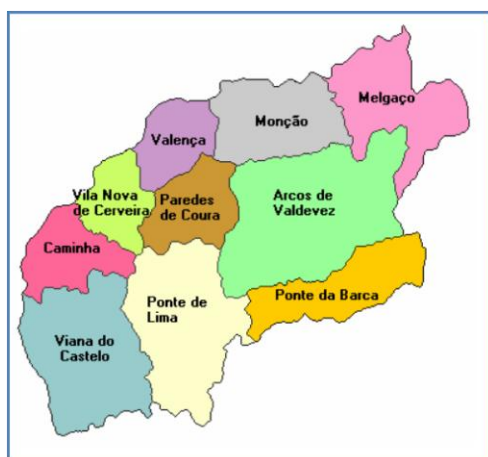 Melgaço
Monção
Valença
Vila Nova
de Cerveira
Paredes
de Coura
Arcos de
Valdevez
Caminha
Ponte da Barca
Ponte de
Lima
Viana do
Castelo